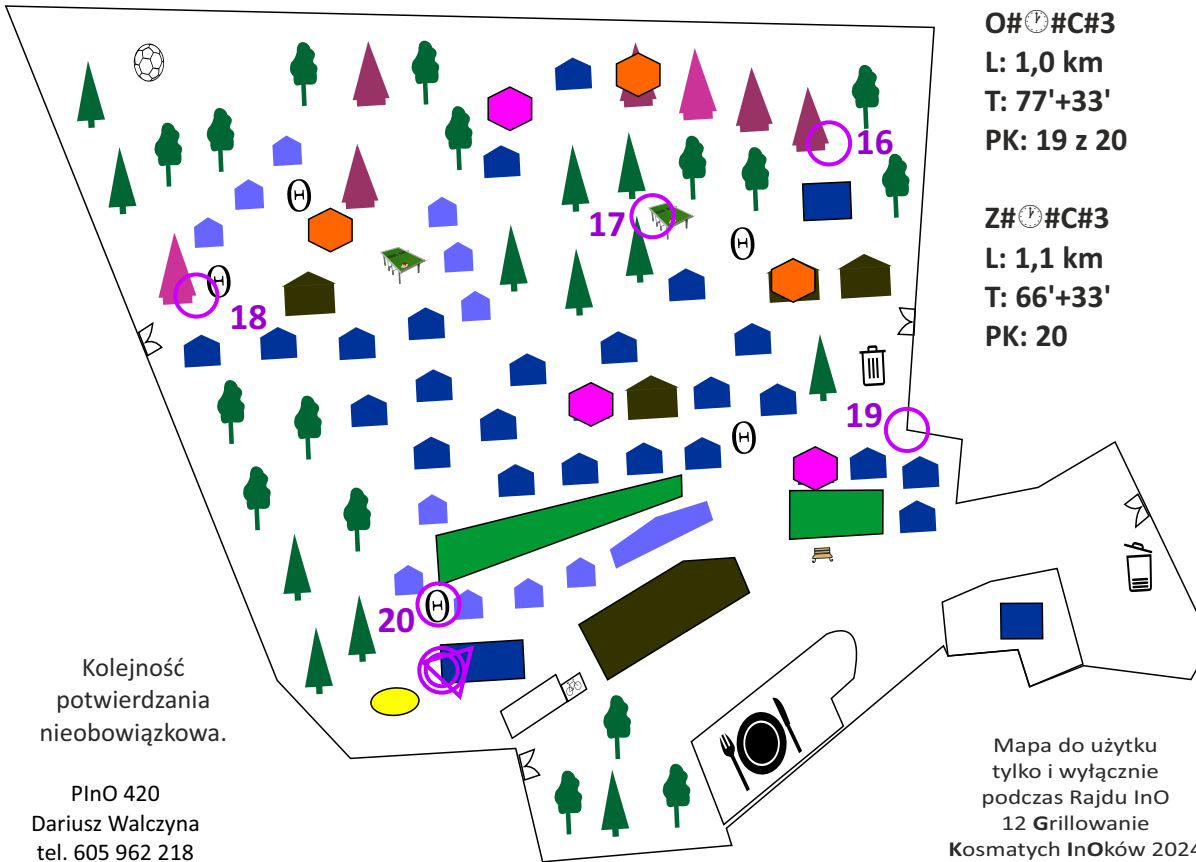 O#🕐#C#3
L: 1,0 km
T: 77'+33'
PK: 19 z 20
Z#🕐#C#3
L: 1,1 km
T: 66'+33'
PK: 20
16
17
18
19
20
Kolejność
potwierdzania
nieobowiązkowa.
PInO 420
Dariusz Walczyna
tel. 605 962 218
Mapa do użytku
tylko i wyłącznie
podczas Rajdu InO
12 Grillowanie
Kosmatych InOków 2024